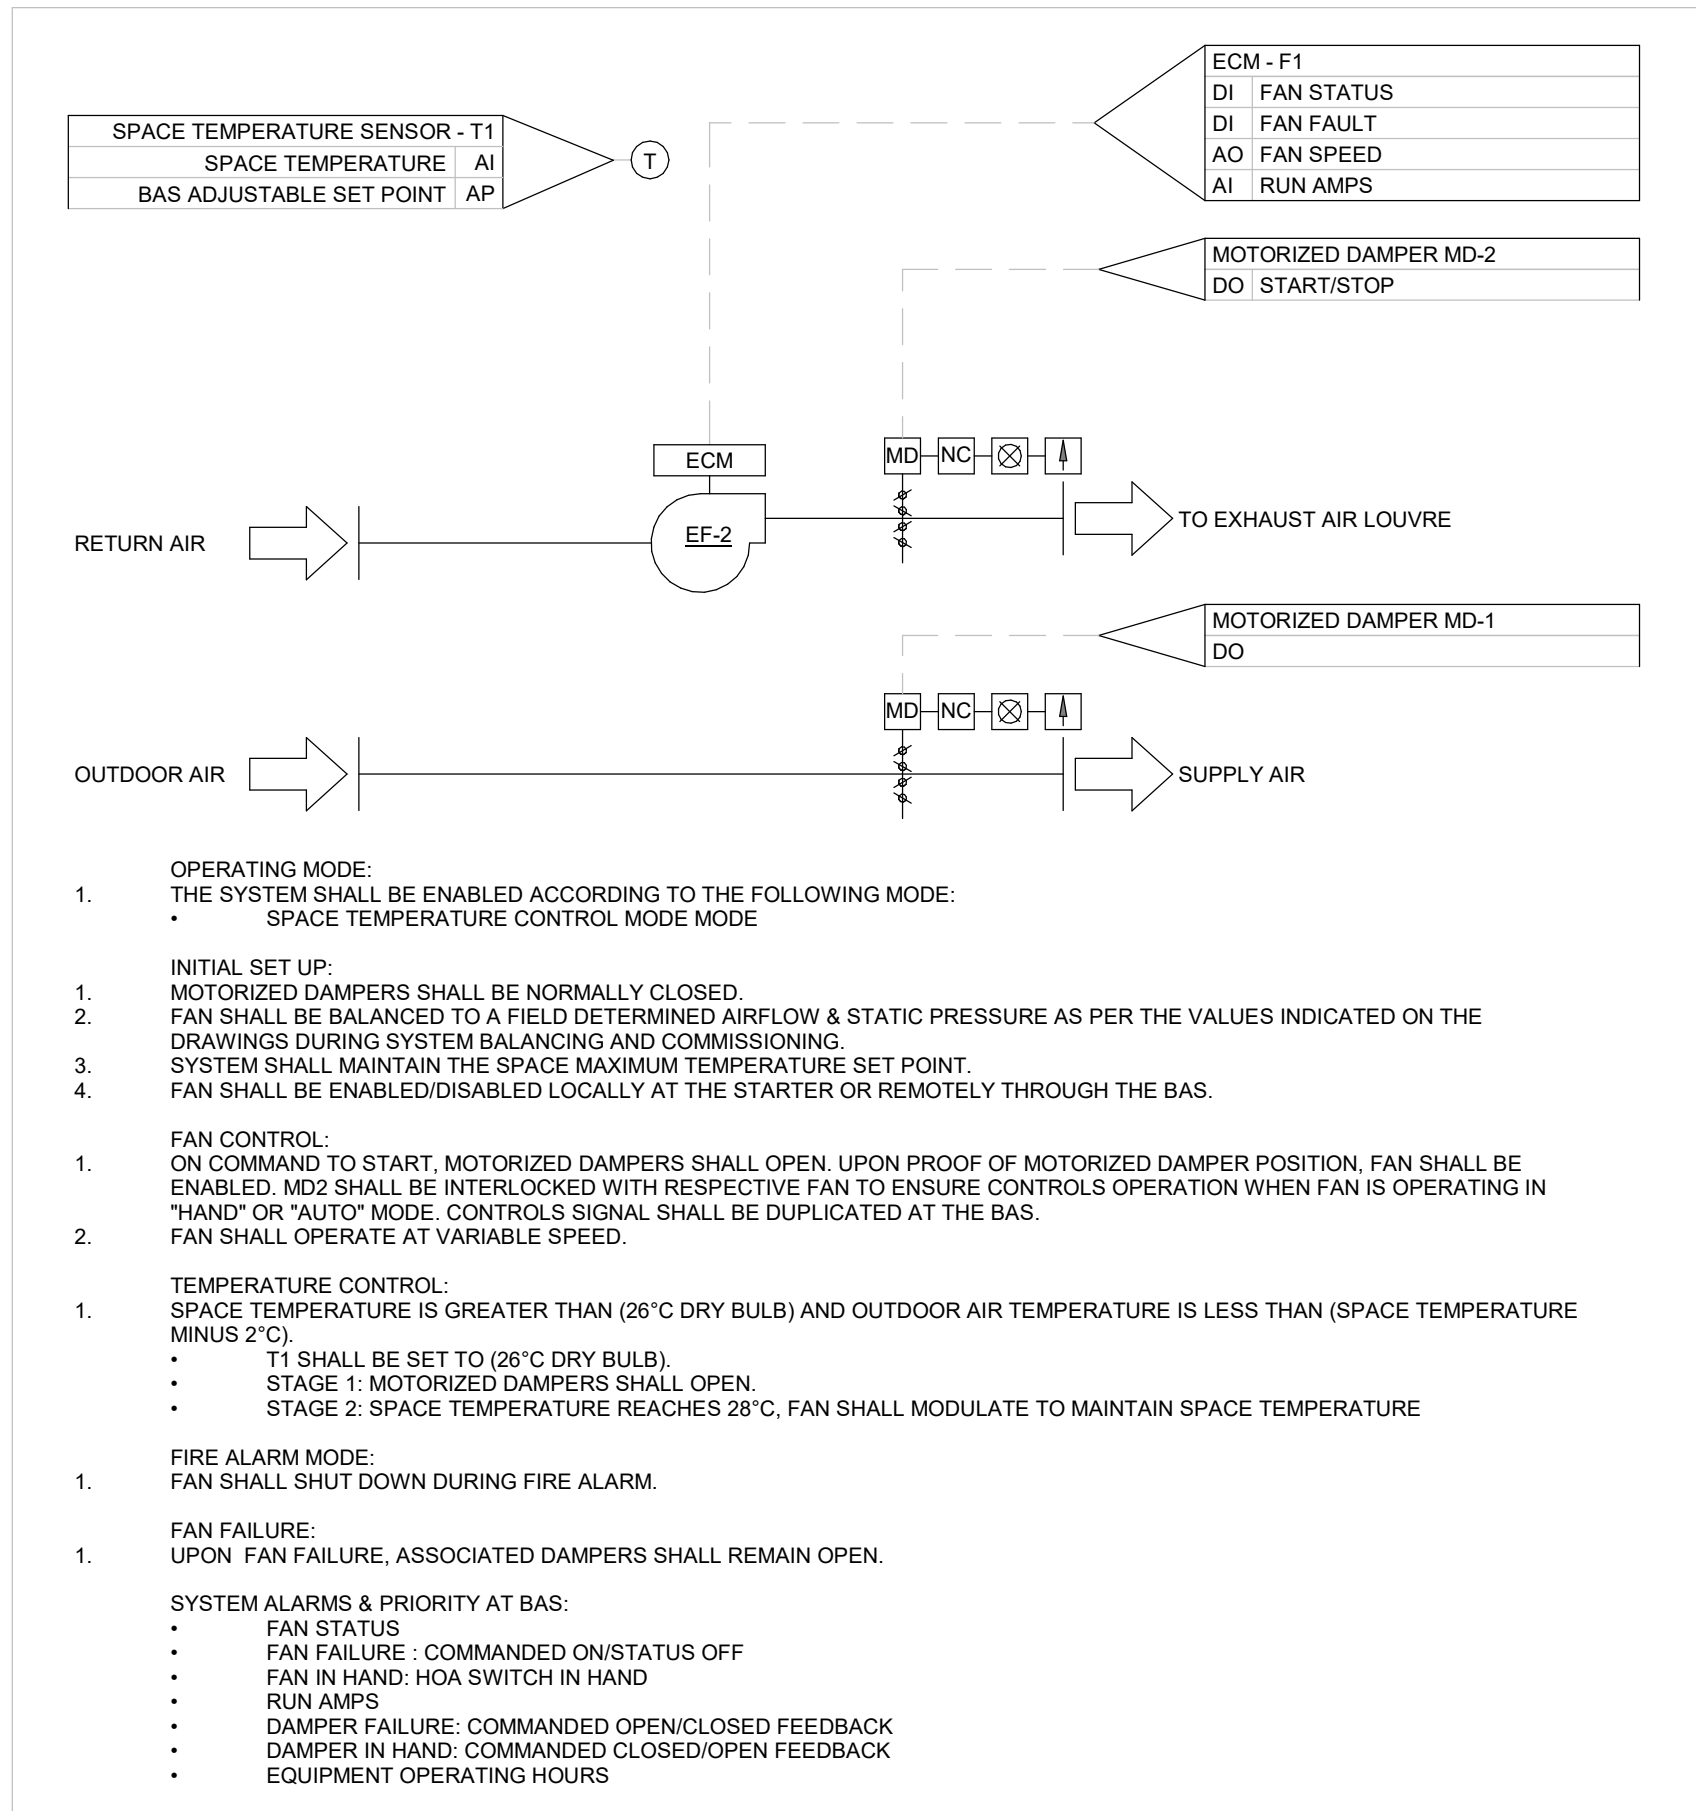 ECM - F1
DI FAN STATUS
DI FAN FAULT
AO FAN SPEED
AI RUN AMPS
SPACE TEMPERATURE SENSOR - T1
SPACE TEMPERATURE AI
BAS ADJUSTABLE SET POINT AP
T
MOTORIZED DAMPER MD-2
DO START/STOP
ECM
MD NC
EF-2
RETURN AIR
TO EXHAUST AIR LOUVRE
MOTORIZED DAMPER MD-1
DO
MD NC
OUTDOOR AIR
SUPPLY AIR
OPERATING MODE:
1. THE SYSTEM SHALL BE ENABLED ACCORDING TO THE FOLLOWING MODE:
• SPACE TEMPERATURE CONTROL MODE MODE
INITIAL SET UP:
1. MOTORIZED DAMPERS SHALL BE NORMALLY CLOSED.
2. FAN SHALL BE BALANCED TO A FIELD DETERMINED AIRFLOW & STATIC PRESSURE AS PER THE VALUES INDICATED ON THE
DRAWINGS DURING SYSTEM BALANCING AND COMMISSIONING.
3. SYSTEM SHALL MAINTAIN THE SPACE MAXIMUM TEMPERATURE SET POINT.
4. FAN SHALL BE ENABLED/DISABLED LOCALLY AT THE STARTER OR REMOTELY THROUGH THE BAS.
FAN CONTROL:
1. ON COMMAND TO START, MOTORIZED DAMPERS SHALL OPEN. UPON PROOF OF MOTORIZED DAMPER POSITION, FAN SHALL BE
ENABLED. MD2 SHALL BE INTERLOCKED WITH RESPECTIVE FAN TO ENSURE CONTROLS OPERATION WHEN FAN IS OPERATING IN
"HAND" OR "AUTO" MODE. CONTROLS SIGNAL SHALL BE DUPLICATED AT THE BAS.
2. FAN SHALL OPERATE AT VARIABLE SPEED.
TEMPERATURE CONTROL:
1. SPACE TEMPERATURE IS GREATER THAN (26°C DRY BULB) AND OUTDOOR AIR TEMPERATURE IS LESS THAN (SPACE TEMPERATURE
MINUS 2°C).
• T1 SHALL BE SET TO (26°C DRY BULB).
• STAGE 1: MOTORIZED DAMPERS SHALL OPEN.
• STAGE 2: SPACE TEMPERATURE REACHES 28°C, FAN SHALL MODULATE TO MAINTAIN SPACE TEMPERATURE
FIRE ALARM MODE:
1. FAN SHALL SHUT DOWN DURING FIRE ALARM.
FAN FAILURE:
1. UPON FAN FAILURE, ASSOCIATED DAMPERS SHALL REMAIN OPEN.
SYSTEM ALARMS & PRIORITY AT BAS:
• FAN STATUS
• FAN FAILURE : COMMANDED ON/STATUS OFF
• FAN IN HAND: HOA SWITCH IN HAND
• RUN AMPS
• DAMPER FAILURE: COMMANDED OPEN/CLOSED FEEDBACK
• DAMPER IN HAND: COMMANDED CLOSED/OPEN FEEDBACK
• EQUIPMENT OPERATING HOURS